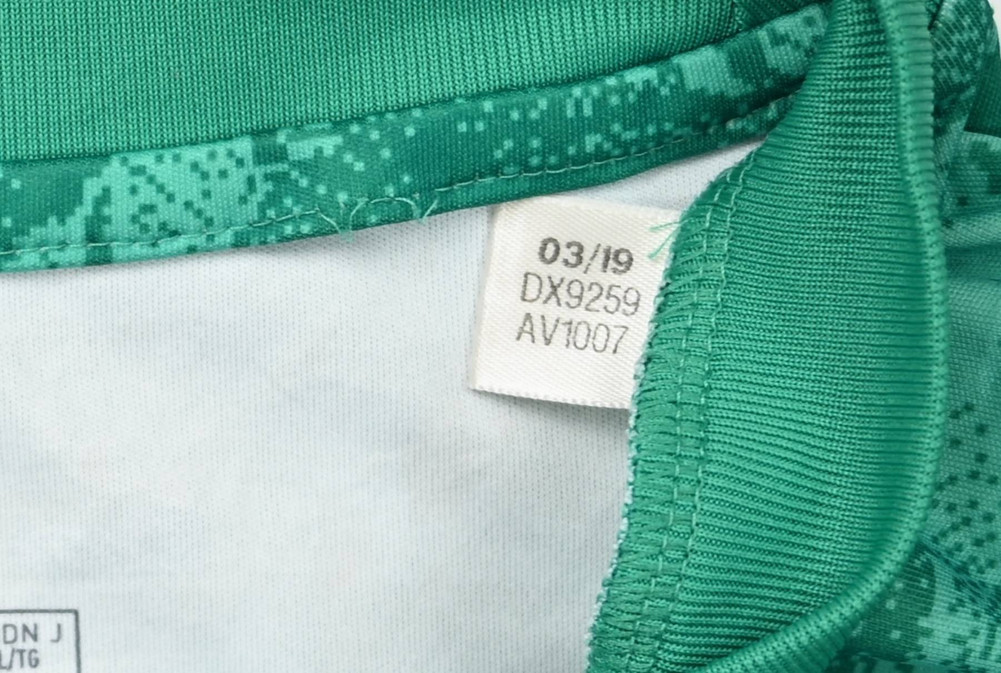 03/19
DX9259
AV1007
DN J
L/TG